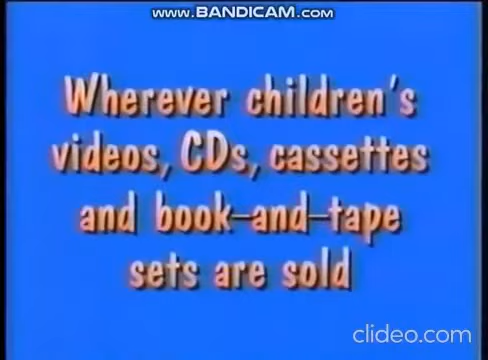 www.BANDICAM.com
Wherever children's
videos, CDs, cassettes
and book-and-tape
sets are sold
clideo.com